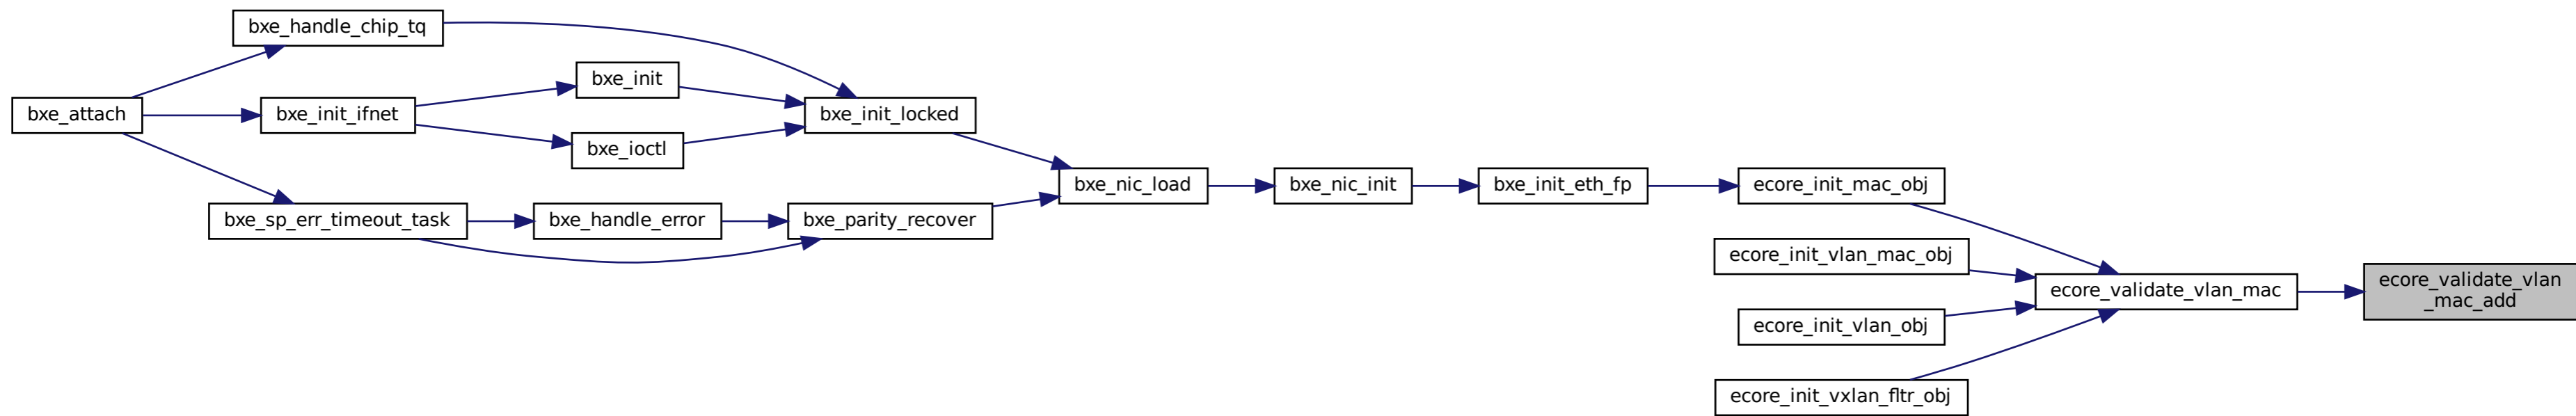 bxe_handle_chip_tq
bxe_init
bxe_attach
bxe_init_ifnet
bxe_init_locked
bxe_ioctl
bxe_nic_load
bxe_nic_init
bxe_init_eth_fp
ecore_init_mac_obj
bxe_sp_err_timeout_task
bxe_handle_error
bxe_parity_recover
ecore_init_vlan_mac_obj
ecore_validate_vlan_mac
ecore_validate_vlan
_mac_add
ecore_init_vlan_obj
ecore_init_vxlan_fltr_obj